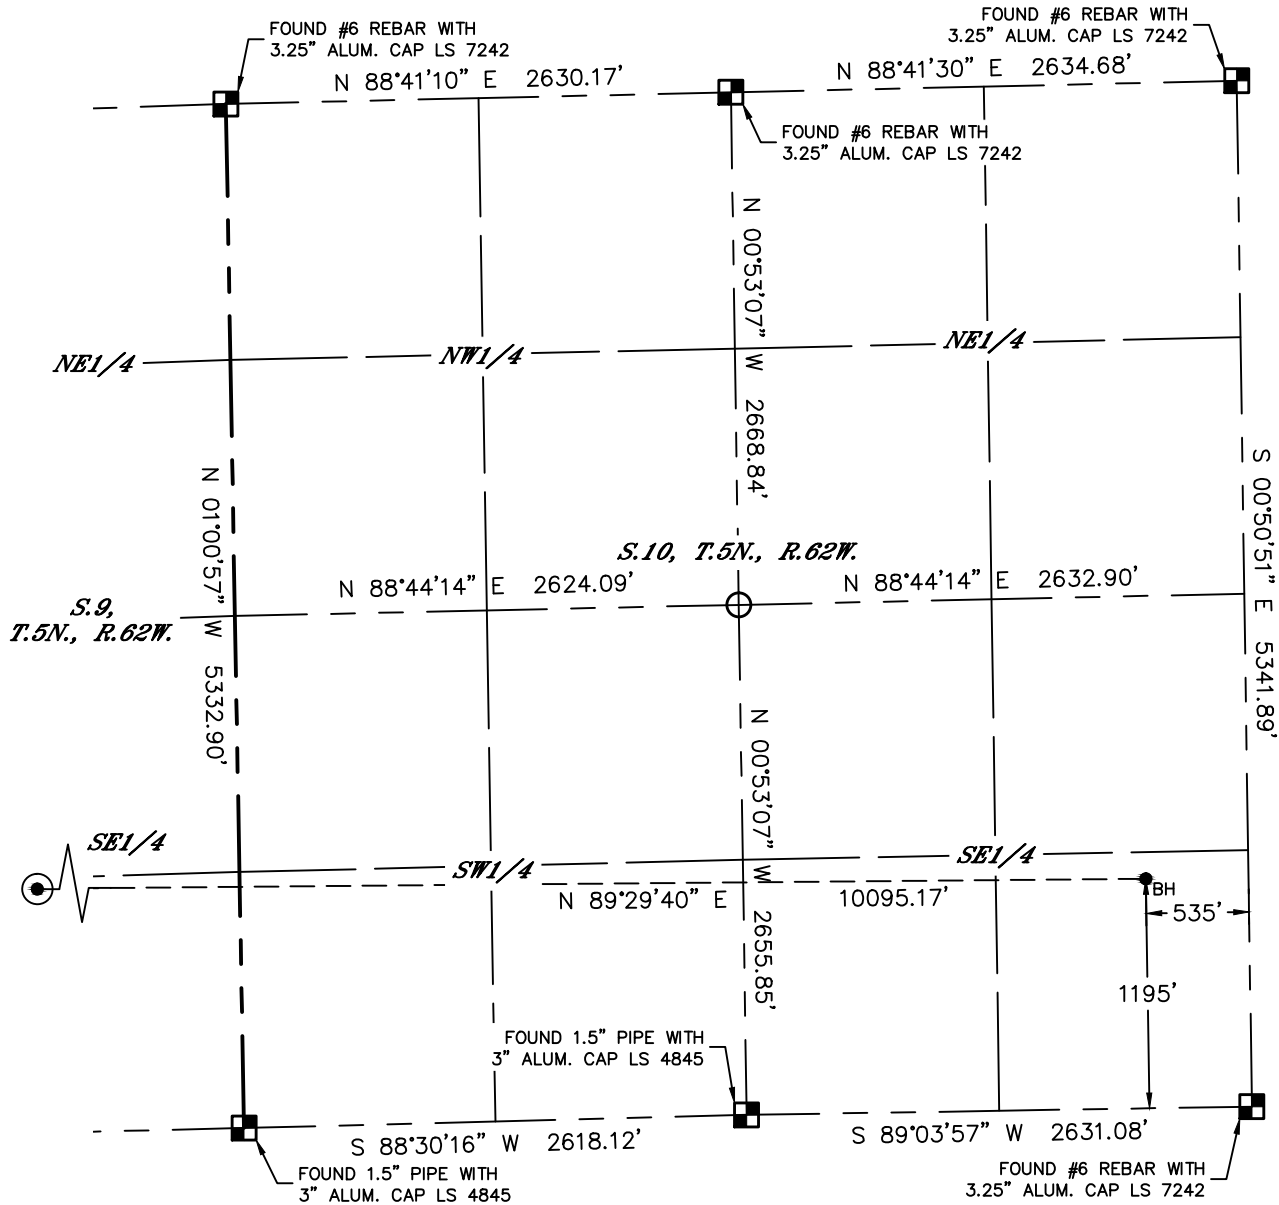 FOUND #6 REBAR WITH
3.25" ALUM. CAP LS 7242
FOUND #6 REBAR WITH
3.25" ALUM. CAP LS 7242
N 88°41'10" E 2630.17'
N 88°41'30" E 2634.68'
FOUND #6 REBAR WITH
3.25" ALUM. CAP LS 7242
N 00°53'07" W 2668.84'
NE1/4
NW1/4
NE1/4
N 01°00'57" W 5332.90'
S 00°50'51" E 5341.89'
S.10, T.5N., R.62W.
N 88°44'14" E 2624.09'
N 88°44'14" E 2632.90'
S.9,
T.5N., R.62W.
N 00°53'07" W 2655.85'
SE1/4
SW1/4
SE1/4
BH
N 89°29'40" E 10095.17'
535'
1195'
FOUND 1.5" PIPE WITH
3" ALUM. CAP LS 4845
S 88°30'16" W 2618.12'
S 89°03'57" W 2631.08'
FOUND 1.5" PIPE WITH
3" ALUM. CAP LS 4845
FOUND #6 REBAR WITH
3.25" ALUM. CAP LS 7242